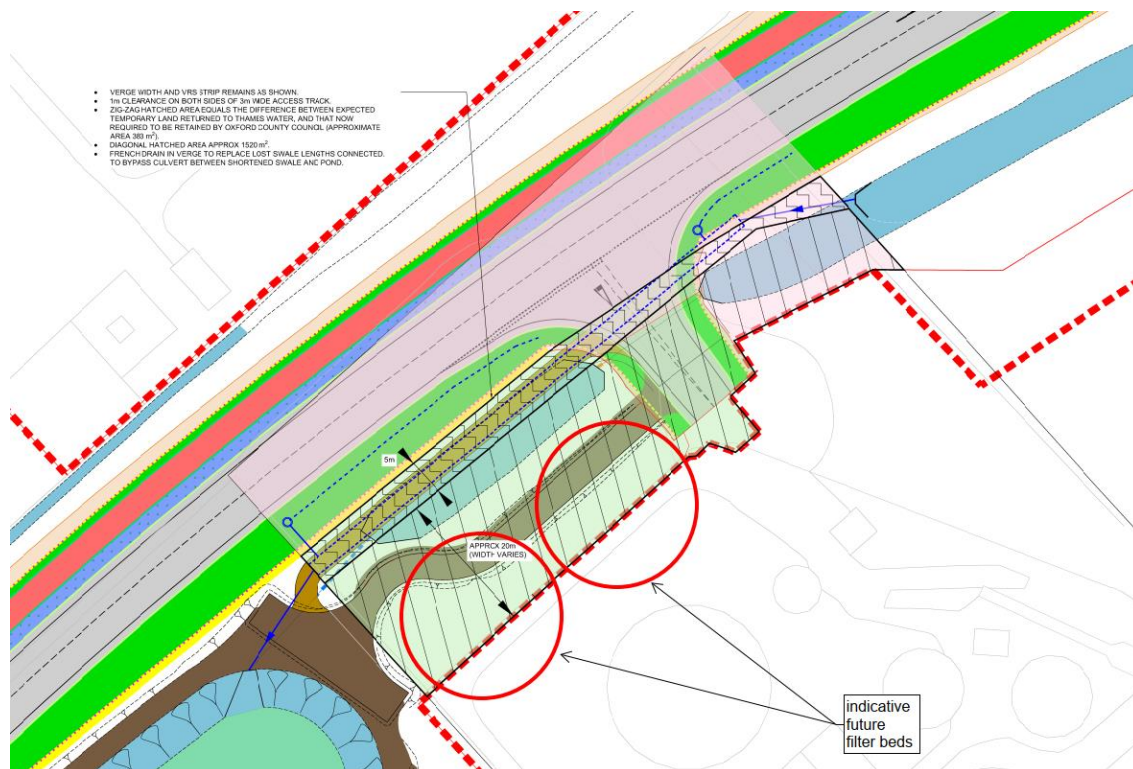 • VERGE WIDTH AND VRS STRIP REMAINS AS SHOWN.
• 1m CLEARANCE ON BOTH SIDES OF 3m WIDE ACCESS TRACK.
• ZIG-ZAG HATCHED AREA EQUALS THE DIFFERENCE BETWEEN EXPECTED
TEMPORARY LAND RETURNED TO THAMES WATER, AND THAT NOW
REQUIRED TO BE RETAINED BY OXFORD COUNTY COUNCIL (APPROXIMATE
AREA 383 m²).
• DIAGONAL HATCHED AREA APPROX 1520 m².
• FRENCH DRAIN IN VERGE TO REPLACE LOST SWALE LENGTHS CONNECTED.
TO BYPASS CULVERT BETWEEN SHORTENED SWALE AND POND.
5m
APPROX 20m
(WIDTH VARIES)
indicative
future
filter beds